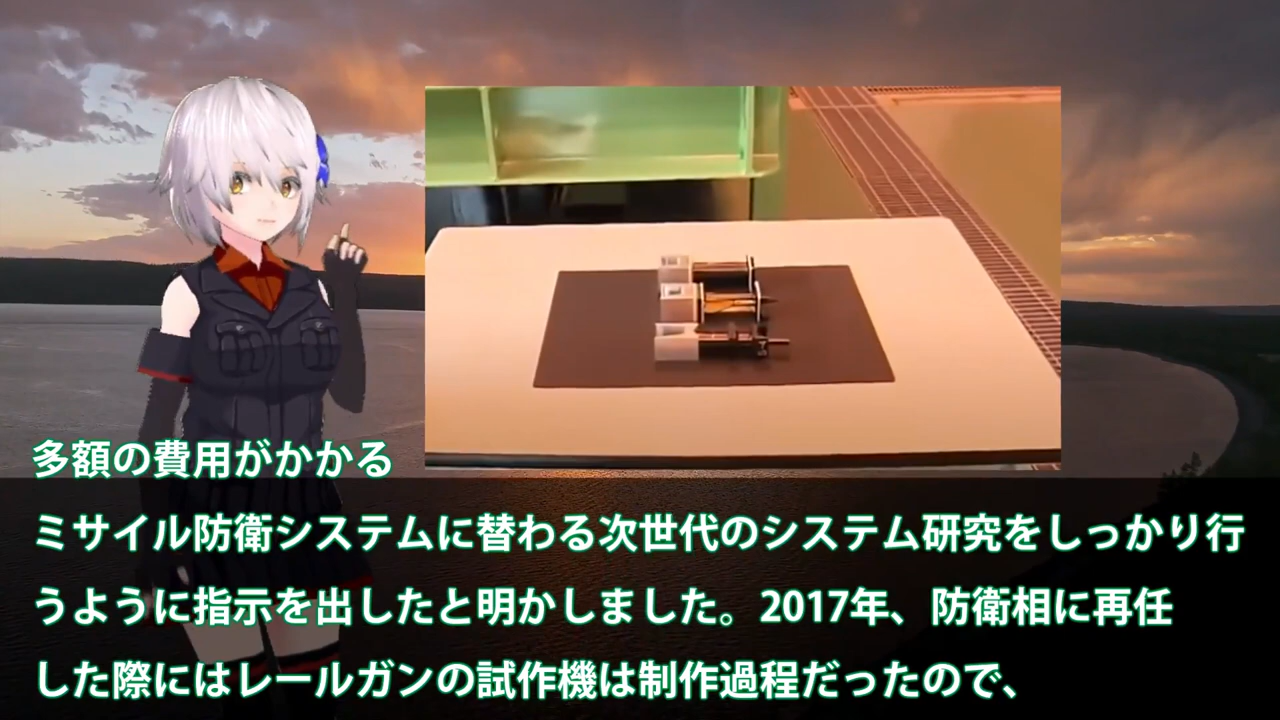 多額の費用がかかる
ミサイル防衛システムに替わる次世代のシステム研究をしっかり行
うように指示を出したと明かしました。2017年、防衛相に再任
した際にはレールガンの試作機は制作過程だったので、